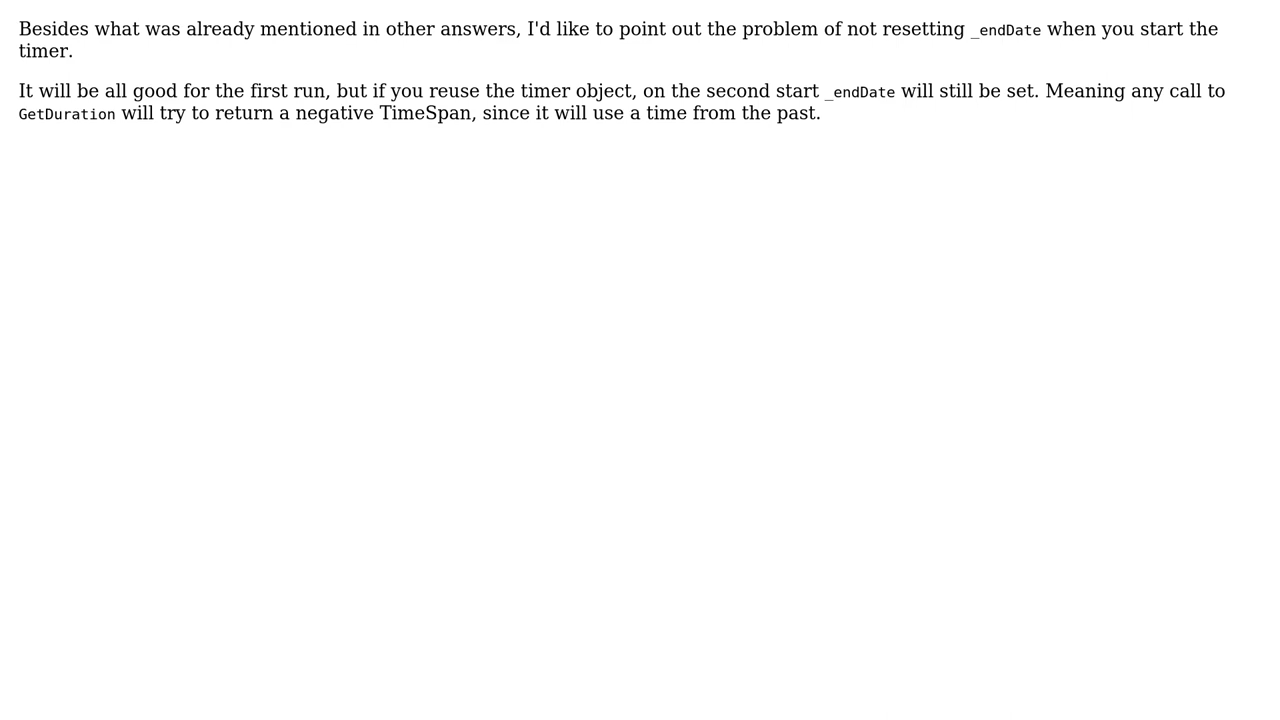 Besides what was already mentioned in other answers, I'd like to point out the problem of not resetting _endDate when you start the
timer.
It will be all good for the first run, but if you reuse the timer object, on the second start _endDate will still be set. Meaning any call to
GetDuration will try to return a negative TimeSpan, since it will use a time from the past.